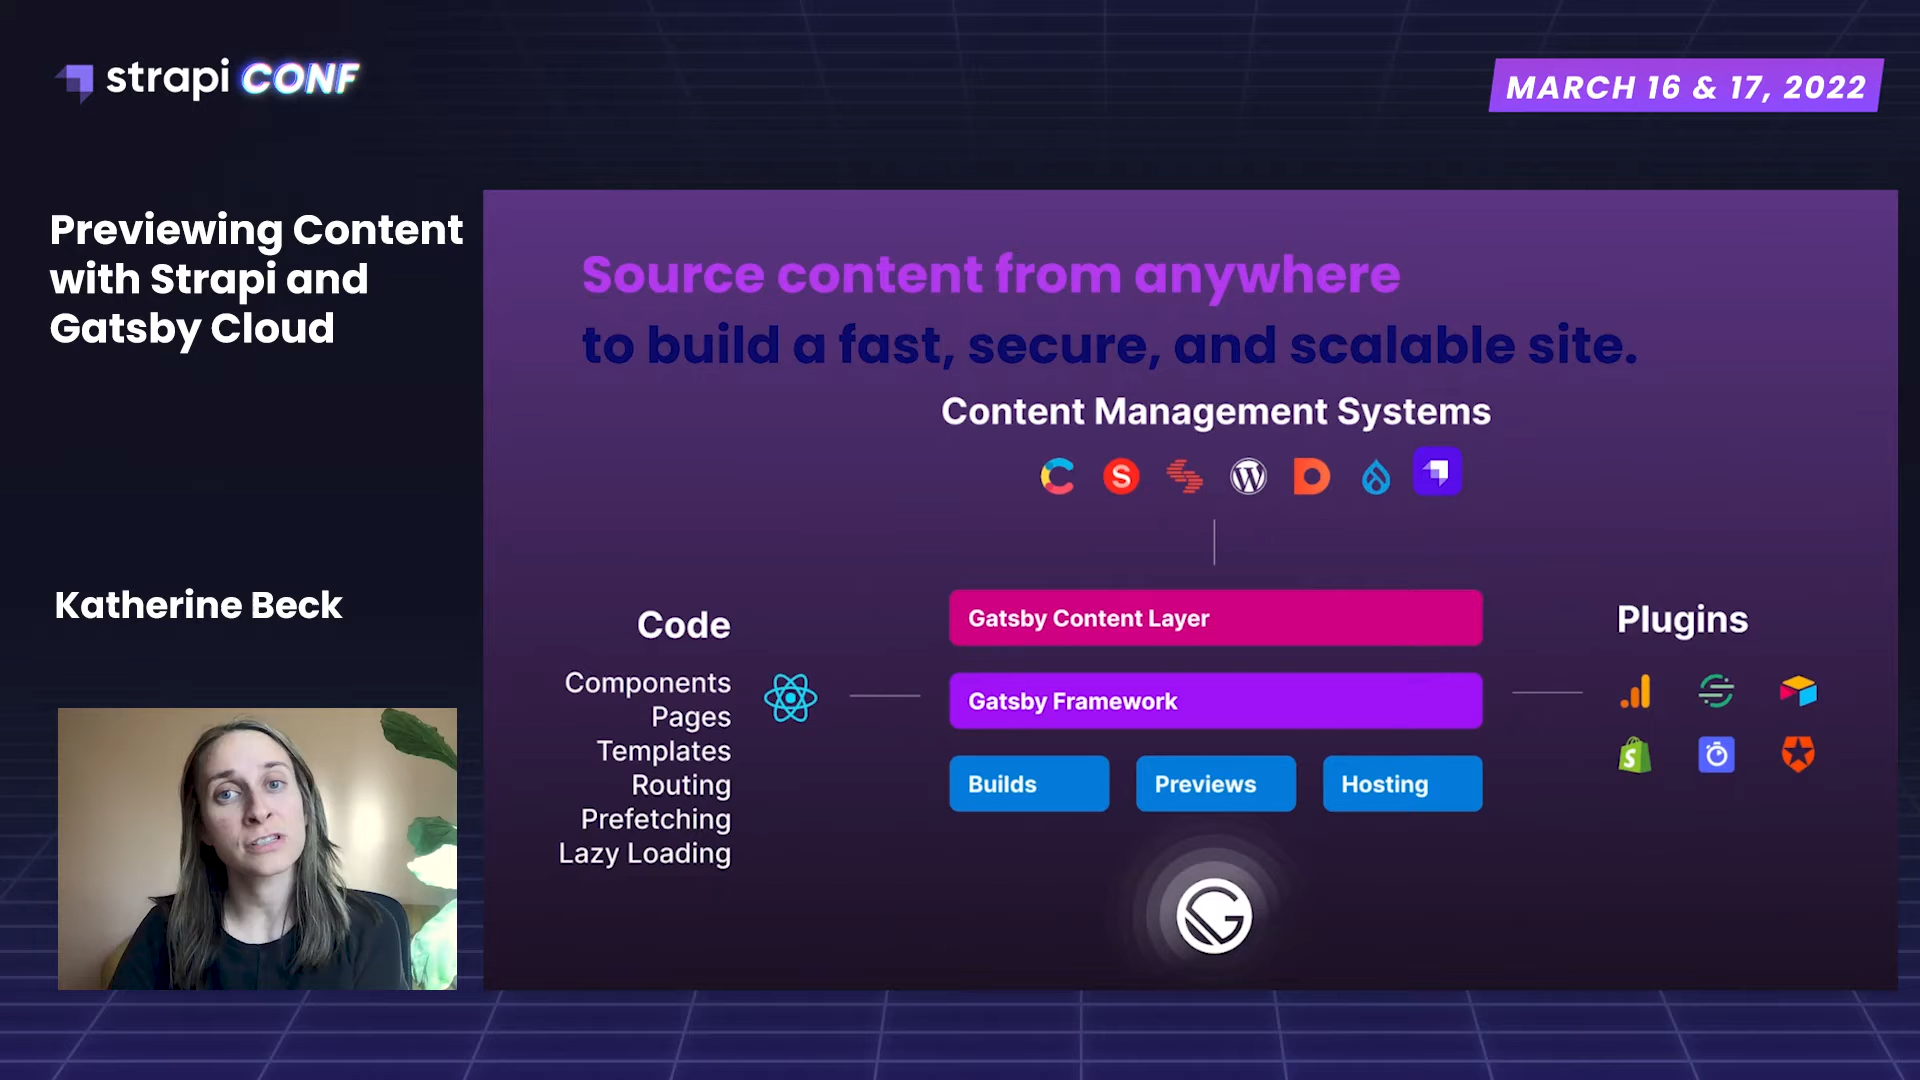 strapi CONF
MARCH 16 & 17, 2022
Previewing Content
with Strapi and
Gatsby Cloud
Katherine Beck
Source content from anywhere
to build a fast, secure, and scalable site.
Content Management Systems
Code
Components
Pages
Templates
Routing
Prefetching
Lazy Loading
Gatsby Content Layer
Gatsby Framework
Builds
Previews
Hosting
Plugins